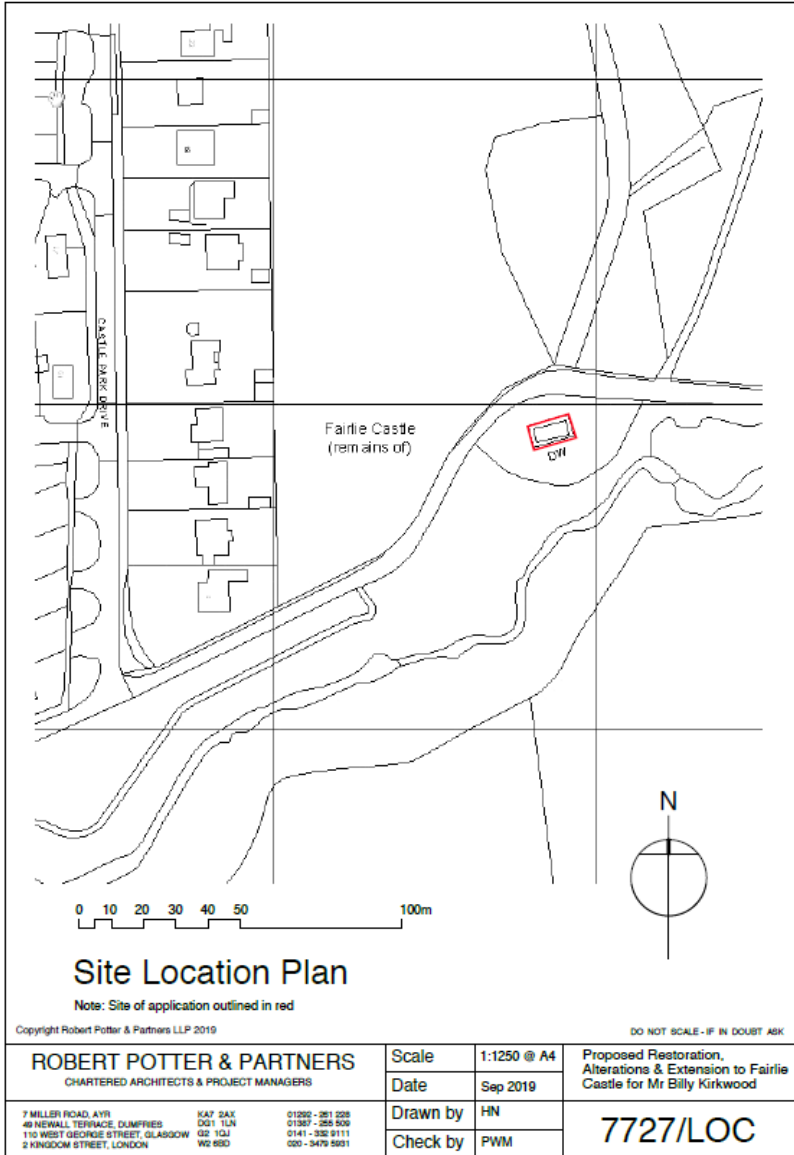 CASTLE PARK DRIVE
Fairlie Castle
(remains of)
DW
N
0 10 20 30 40 50 100m
Site Location Plan
Note: Site of application outlined in red
Copyright Robert Potter & Partners LLP 2019
DO NOT SCALE - IF IN DOUBT ASK
ROBERT POTTER & PARTNERS
CHARTERED ARCHITECTS & PROJECT MANAGERS
7 MILLER ROAD, AYR KA7 2AX 01292 - 261 228
49 NEWALL TERRACE, DUMFRIES DG1 1LN 01387 - 255 509
110 WEST GEORGE STREET, GLASGOW G2 1QJ 0141 - 332 9111
2 KINGDOM STREET, LONDON W2 6BD 020 - 3479 5931
Scale 1:1250 @ A4
Date Sep 2019
Drawn by HN
Check by PWM
Proposed Restoration,
Alterations & Extension to Fairlie
Castle for Mr Billy Kirkwood
7727/LOC